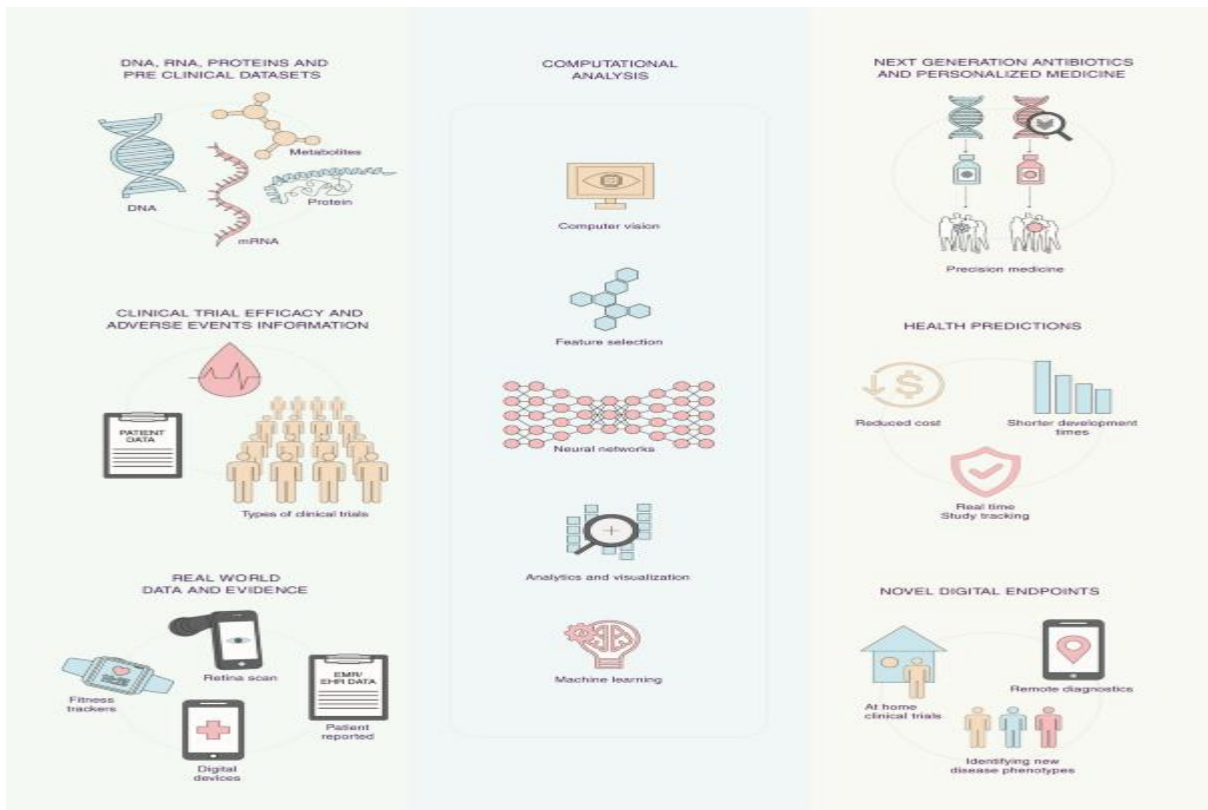 DNA, RNA, PROTEINS AND
PRE CLINICAL DATASETS
Metabolites
DNA
Protein
mRNA
CLINICAL TRIAL EFFICACY AND
ADVERSE EVENTS INFORMATION
PATIENT
DATA
Types of clinical trials
REAL WORLD
DATA AND EVIDENCE
Retina scan
Fitness
trackers
EMR/
EHR DATA
Patient
reported
Digital
devices
COMPUTATIONAL
ANALYSIS
Computer vision
Feature selection
Neural networks
Analytics and visualization
Machine learning
NEXT GENERATION ANTIBIOTICS
AND PERSONALIZED MEDICINE
Precision medicine
HEALTH PREDICTIONS
$
Reduced cost
Shorter development
times
Real time
Study tracking
NOVEL DIGITAL ENDPOINTS
Remote diagnostics
At home
clinical trials
Identifying new
disease phenotypes